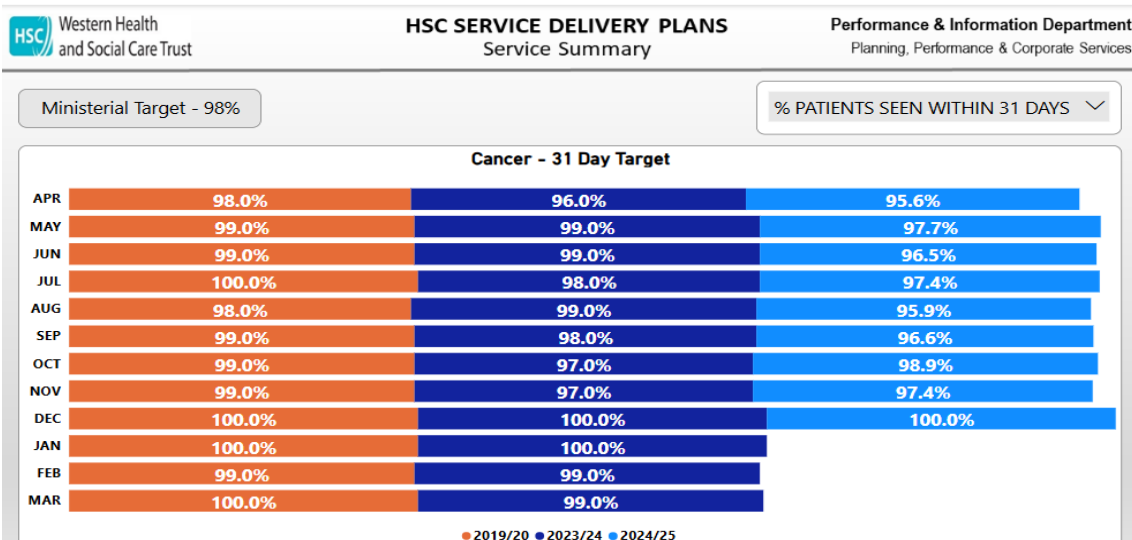 HSC Western Health and Social Care Trust
HSC SERVICE DELIVERY PLANS
Service Summary
Performance & Information Department
Planning, Performance & Corporate Services
Ministerial Target - 98%
% PATIENTS SEEN WITHIN 31 DAYS
Cancer - 31 Day Target
APR 98.0% 96.0% 95.6%
MAY 99.0% 99.0% 97.7%
JUN 99.0% 99.0% 96.5%
JUL 100.0% 98.0% 97.4%
AUG 98.0% 99.0% 95.9%
SEP 99.0% 98.0% 96.6%
OCT 99.0% 97.0% 98.9%
NOV 99.0% 97.0% 97.4%
DEC 100.0% 100.0% 100.0%
JAN 100.0% 100.0%
FEB 99.0% 99.0%
MAR 100.0% 99.0%
2019/20 2023/24 2024/25